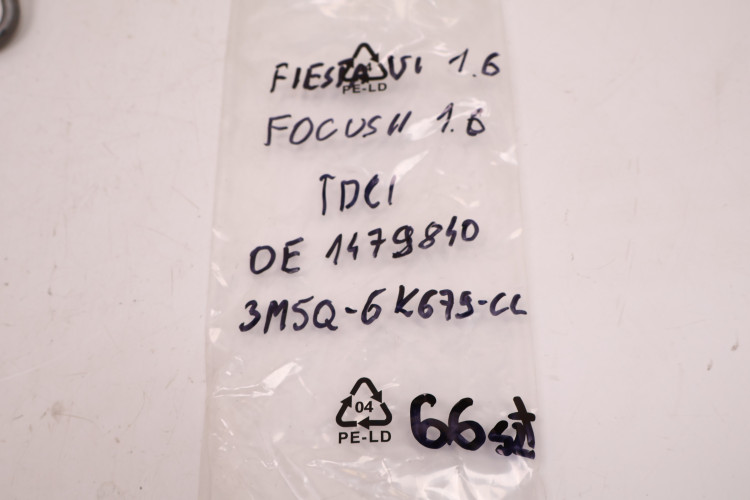 FIESTA VI 1.6
04
PE-LD
FOCUS II 1.6
TDCI
OE 1479840
3M5Q-6K679-CC
04
PE-LD
66szt